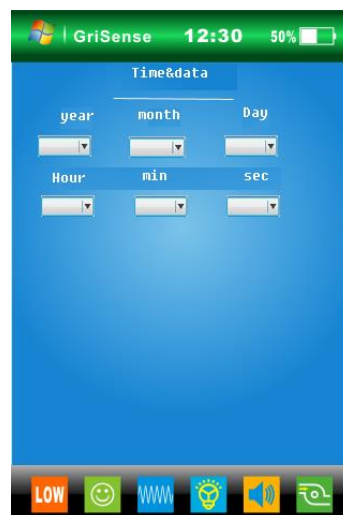 GriSense 12:30 50%
Time&data
year month Day
Hour min sec
LOW